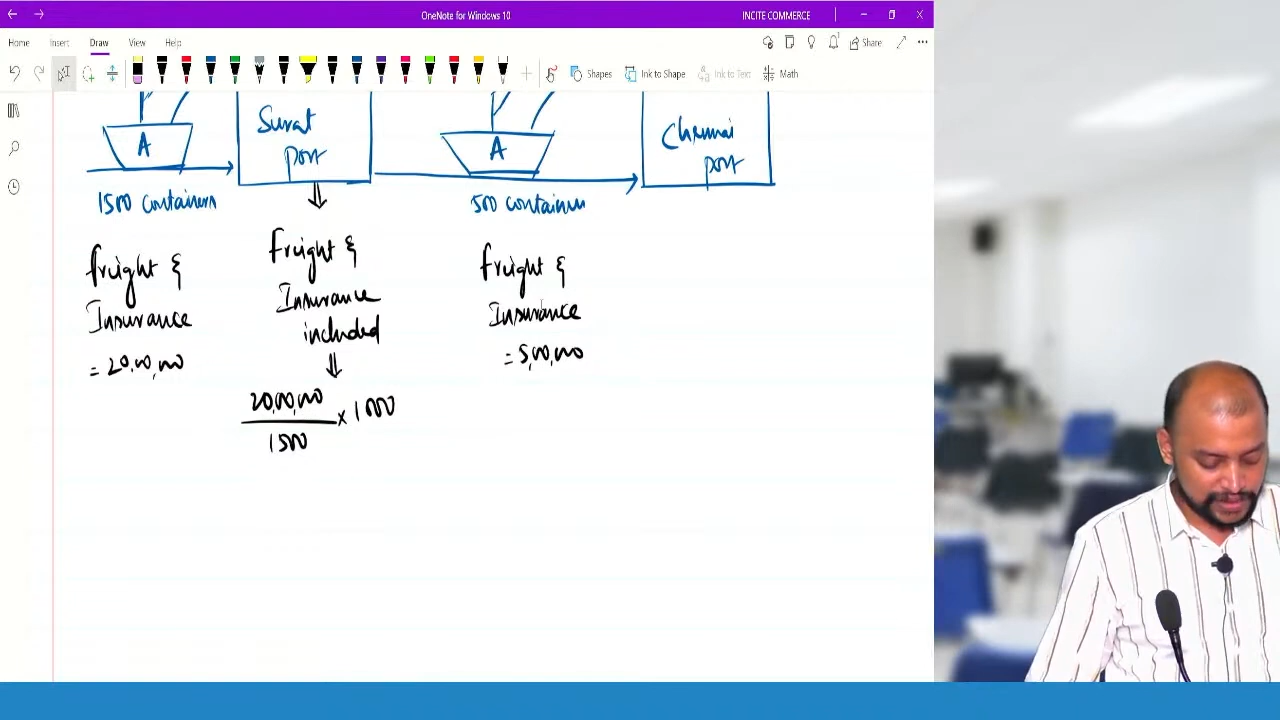 OneNote for Windows 10
INCITE COMMERCE
Home Insert Draw View Help
Share
Shapes
Ink to Shape
Ink to Text
Math
A
Surat
port
A
Chennai
port
1500 containers
500 containers
freight &
Insurance
= 20,00,000
freight &
Insurance
included
20,00,000
1500
× 1000
freight &
Insurance
= 5,00,000